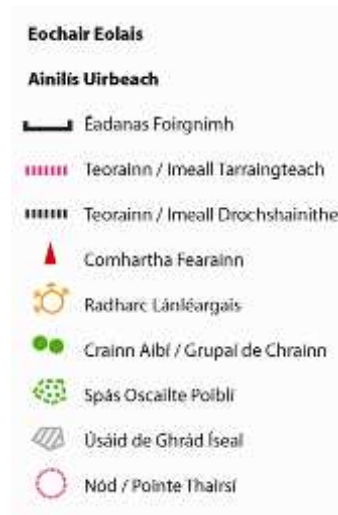 Eochair Eolais
Ainilís Uirbeach
Éadanas Foirgnimh
Teorainn / Imeall Tarraingteach
Teorainn / Imeall Drochshainithe
Comhartha Fearainn
Radharc Lánléargais
Crainn Aibí / Grupaí de Chrainn
Spás Oscailte Poiblí
Úsáid de Ghrád Íseal
Nód / Pointe Thairsí